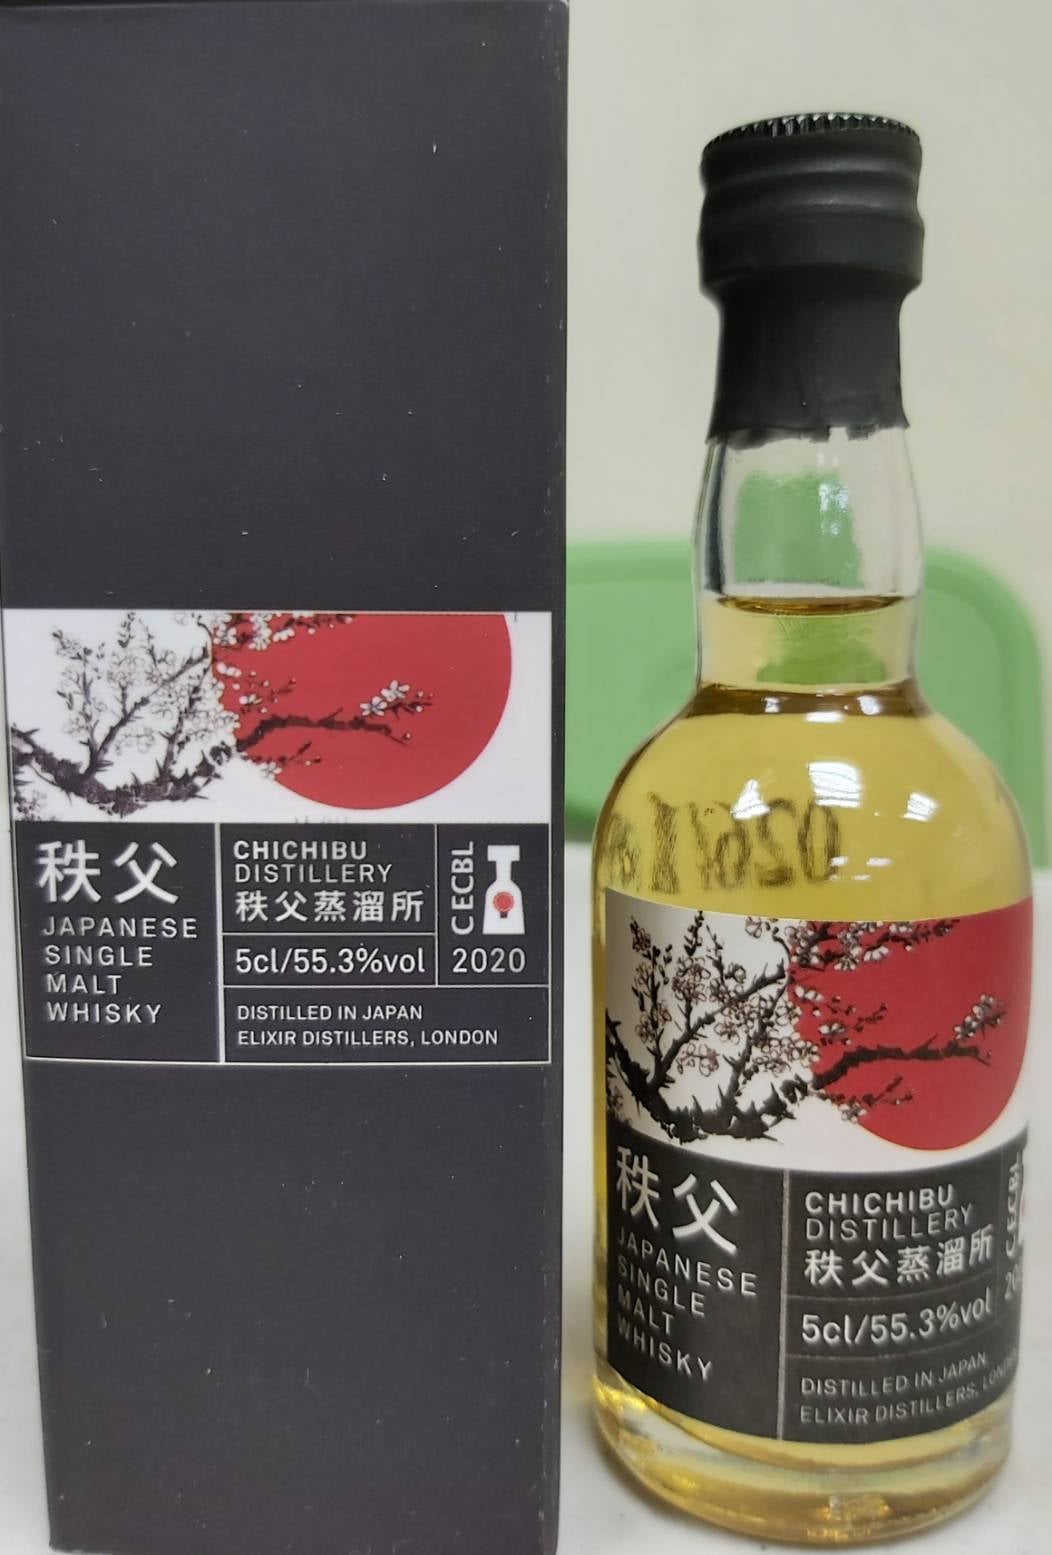 秩父
JAPANESE
SINGLE
MALT
WHISKY
CHICHIBU
DISTILLERY
秩父蒸溜所
5cl/55.3%vol
CECBL
2020
DISTILLED IN JAPAN
ELIXIR DISTILLERS, LONDON
秩父
JAPANESE
SINGLE
MALT
WHISKY
CHICHIBU
DISTILLERY
秩父蒸溜所
5cl/55.3%vol
CECBL
DISTILLED IN JAPAN
ELIXIR DISTILLERS,